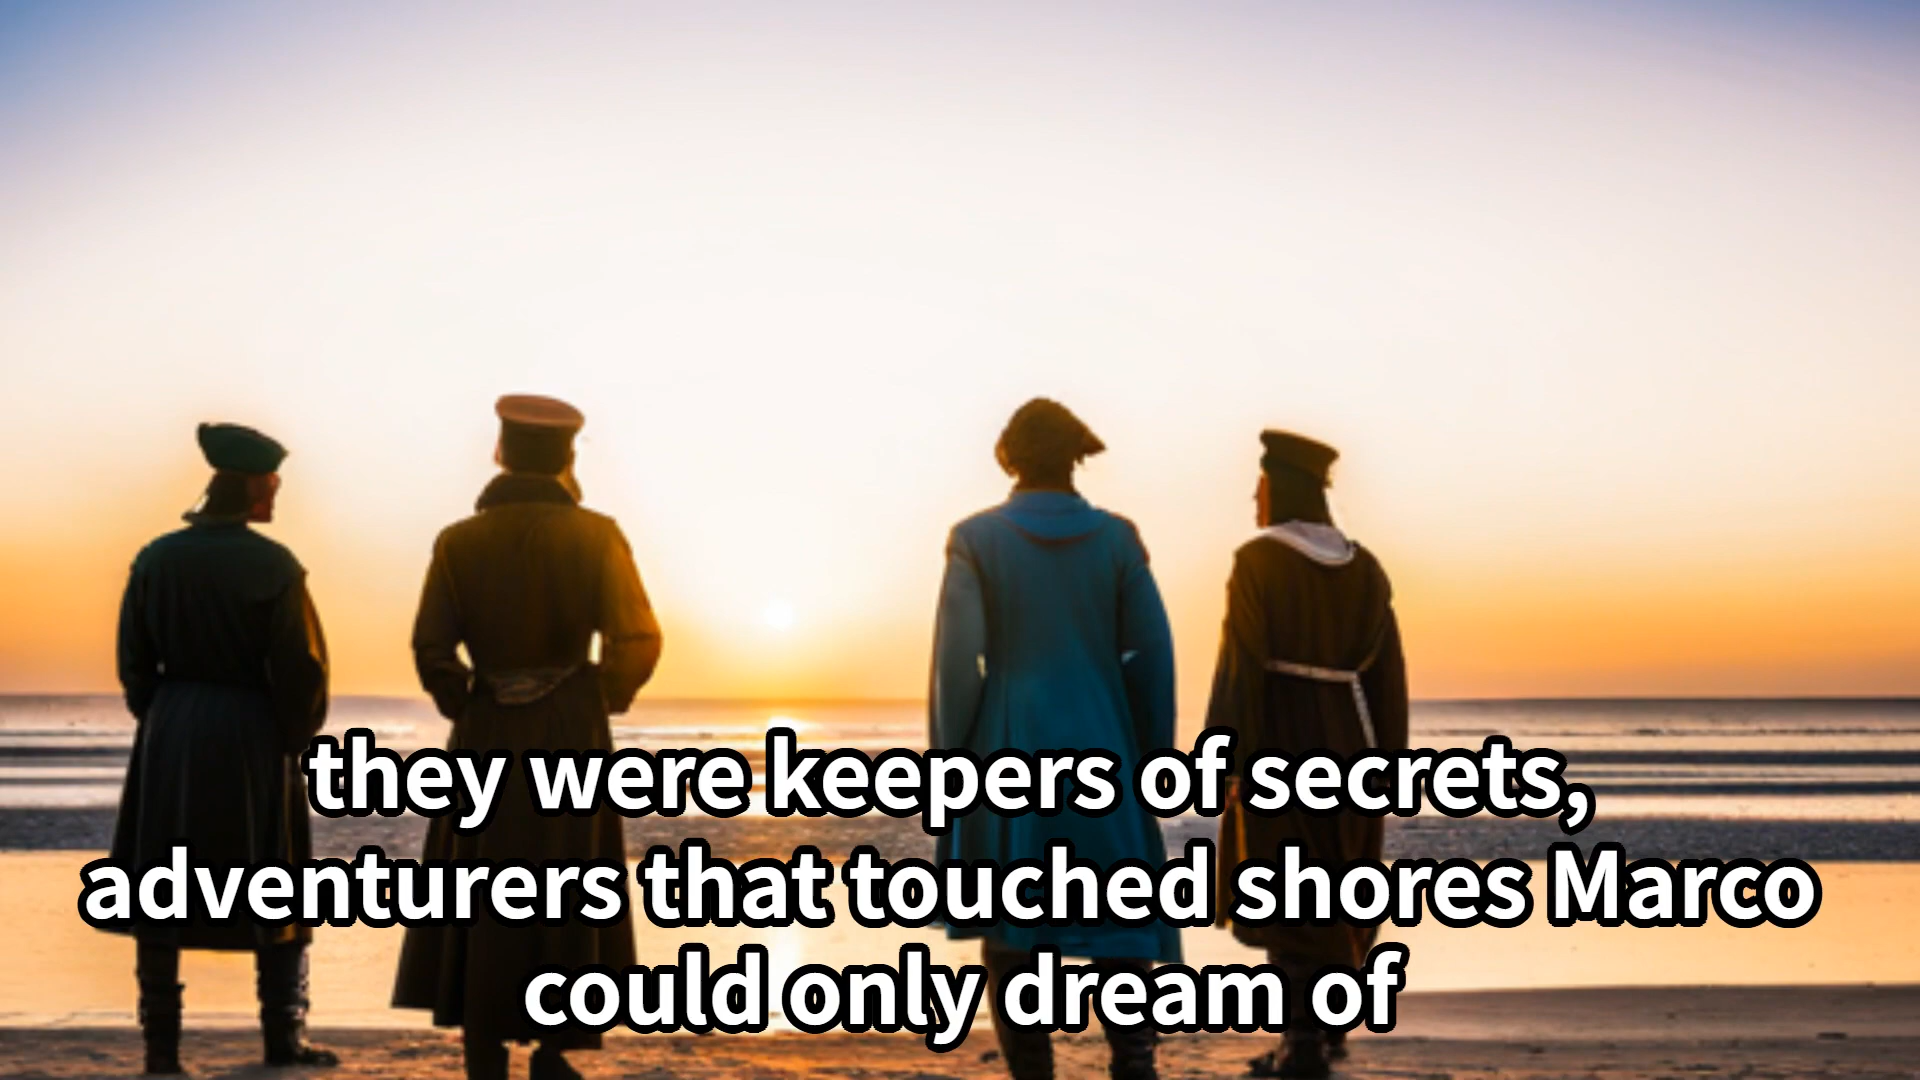 they were keepers of secrets,
adventurers that touched shores Marco
could only dream of